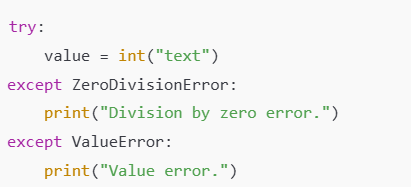 try:
    value = int("text")
except ZeroDivisionError:
    print("Division by zero error.")
except ValueError:
    print("Value error.")